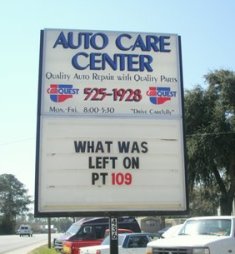 AUTO CARE
CENTER
Quality Auto Repair with Quality Parts
CARQUEST 525-1928 CARQUEST
Mon.-Fri. 8:00-5:30 "Drive Carefully"
WHAT WAS
LEFT ON
PT 109